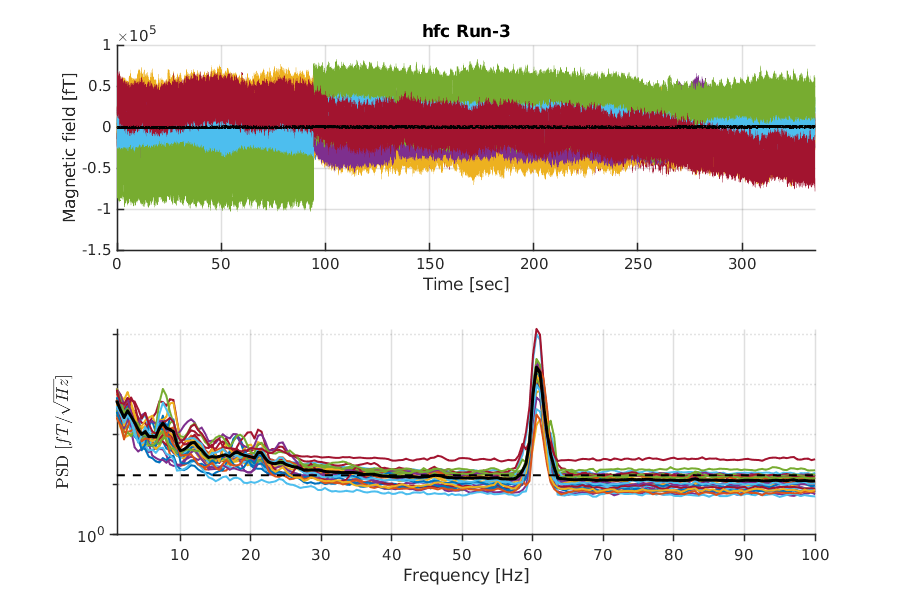 hfc Run-3
×10⁵
Magnetic field [fT]
1
0.5
0
-0.5
-1
-1.5
0 50 100 150 200 250 300
Time [sec]
PSD [fT/√Hz]
10⁰
10 20 30 40 50 60 70 80 90 100
Frequency [Hz]